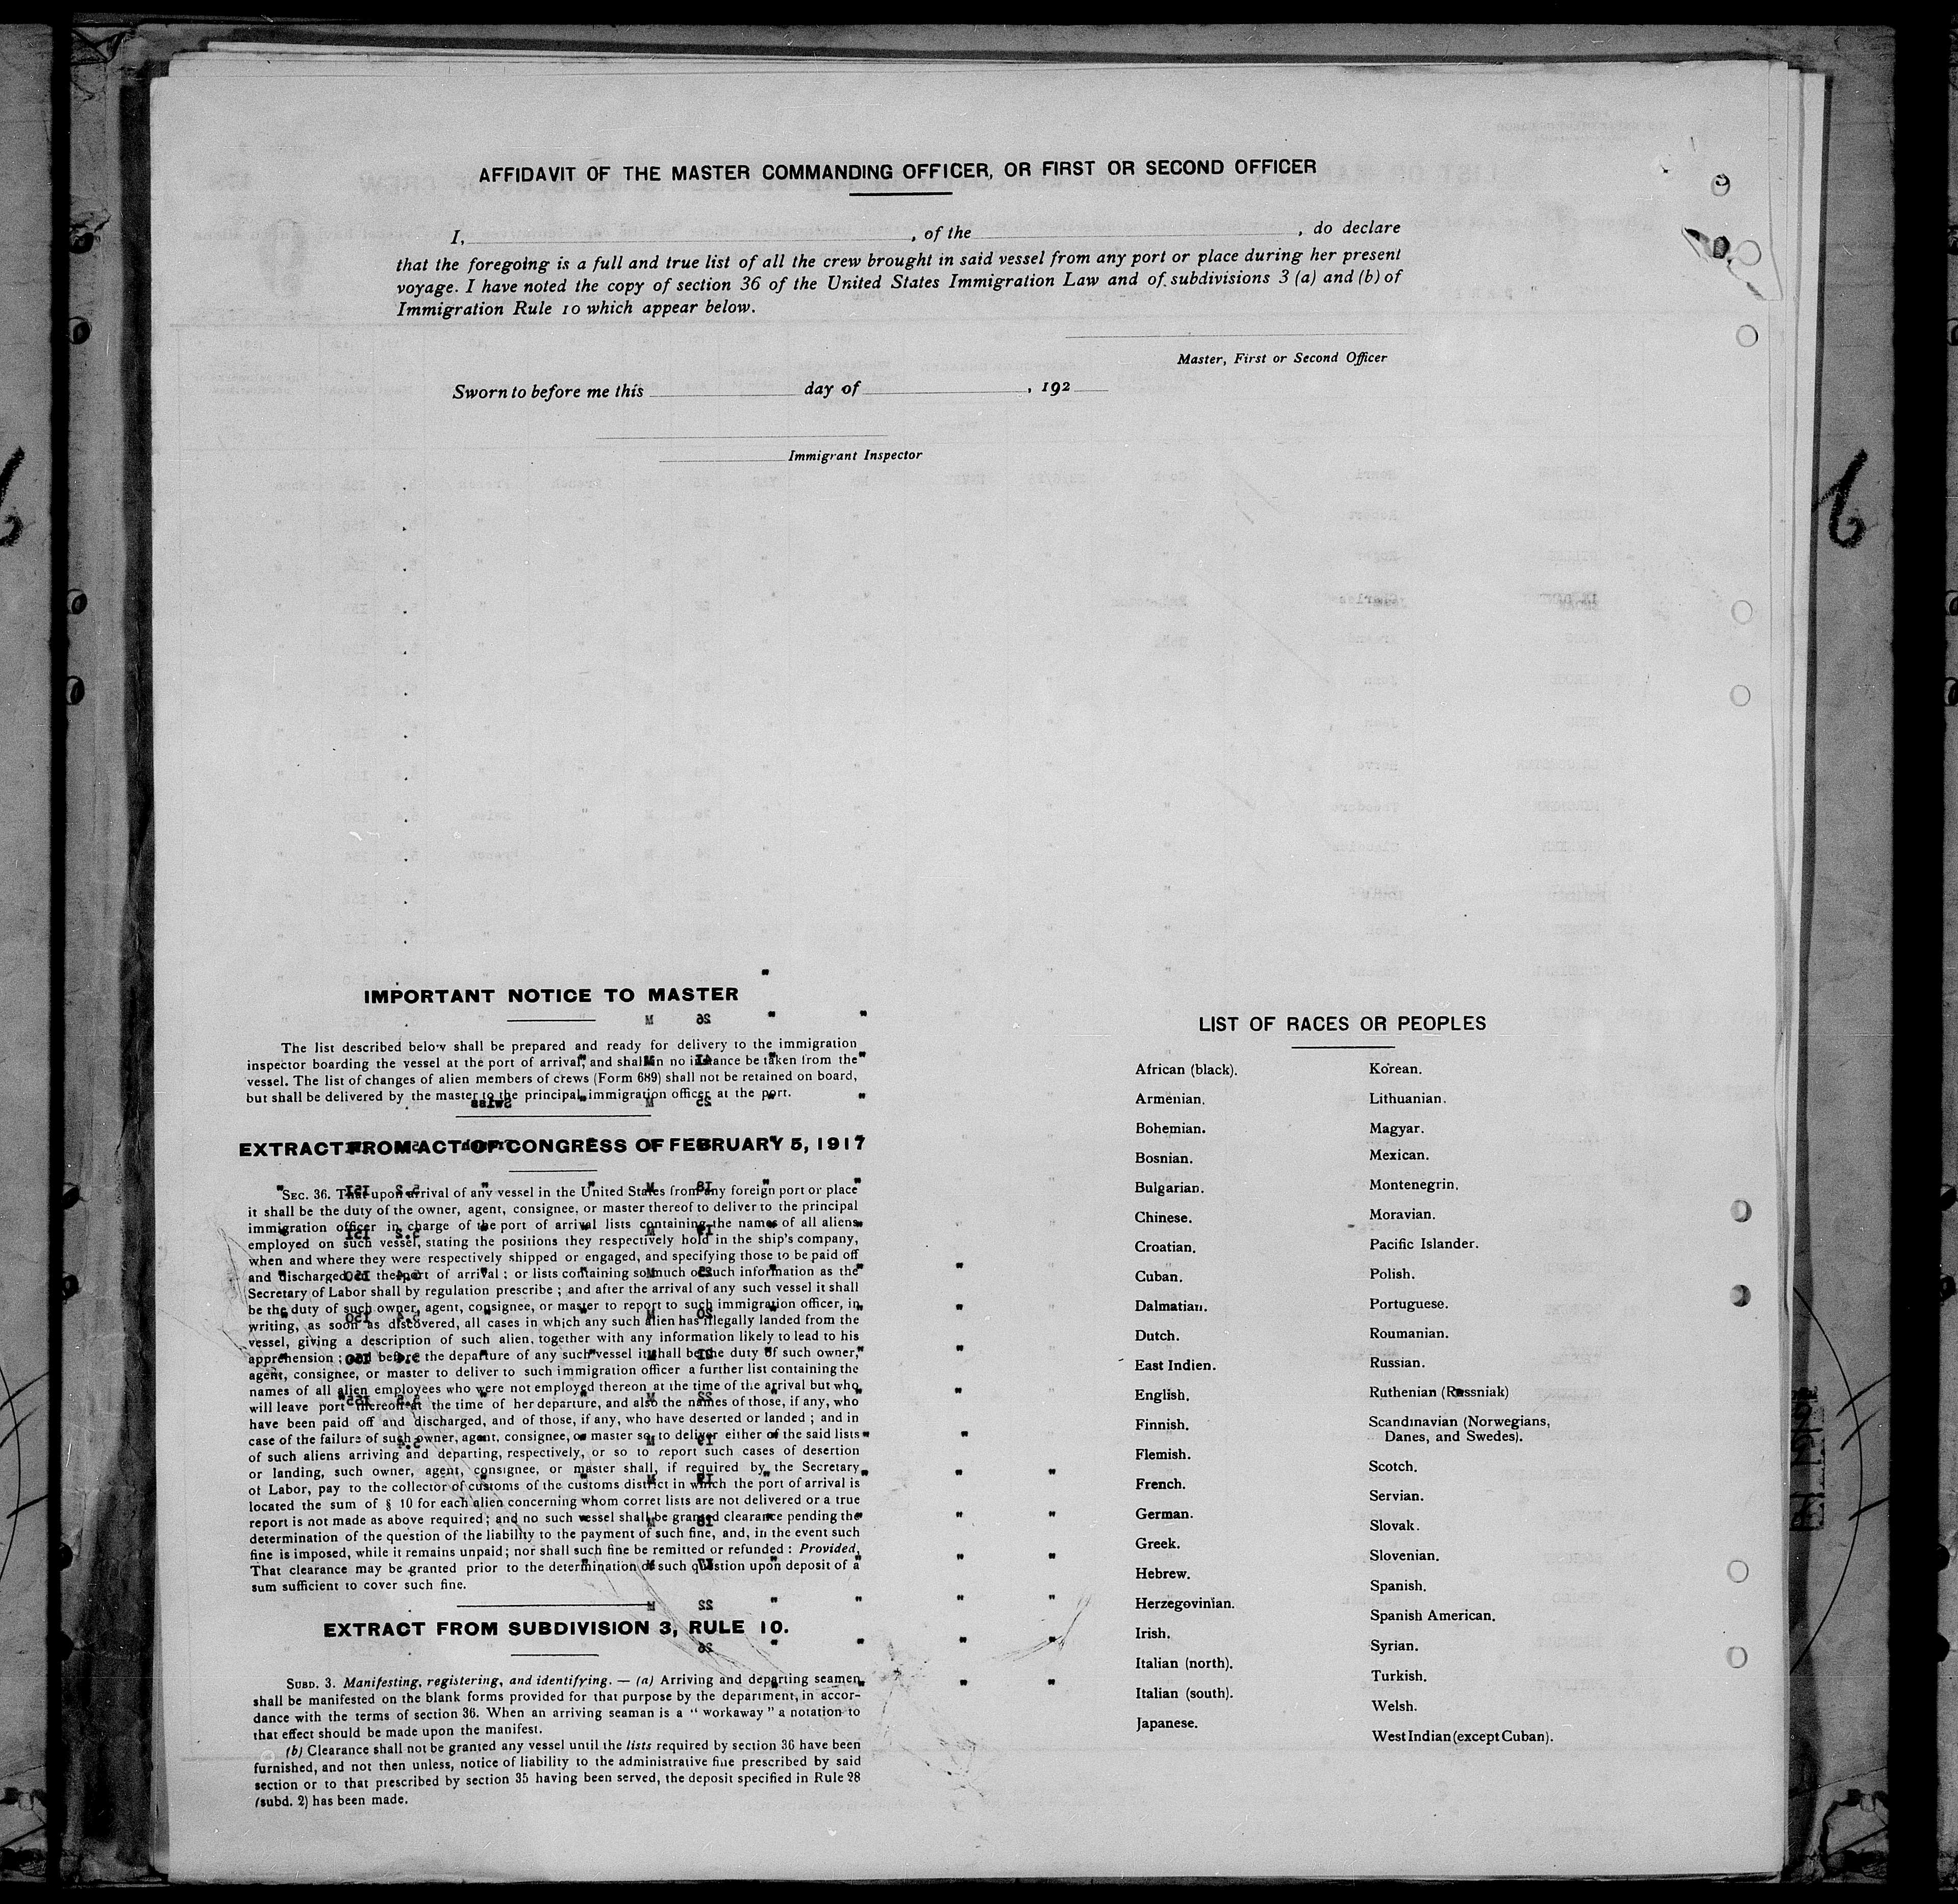 AFFIDAVIT OF THE MASTER COMMANDING OFFICER, OR FIRST OR SECOND OFFICER
I, , of the , do declare
that the foregoing is a full and true list of all the crew brought in said vessel from any port or place during her present
voyage. I have noted the copy of section 36 of the United States Immigration Law and of subdivisions 3 (a) and (b) of
Immigration Rule 10 which appear below.
Master, First or Second Officer
Sworn to before me this day of , 192
Immigrant Inspector
6
IMPORTANT NOTICE TO MASTER
The list described below shall be prepared and ready for delivery to the immigration
inspector boarding the vessel at the port of arrival, and shall in no instance be taken from the
vessel. The list of changes of alien members of crews (Form 689) shall not be retained on board,
but shall be delivered by the master to the principal immigration officer at the port.
EXTRACT FROM ACT OF CONGRESS OF FEBRUARY 5, 1917
SEC. 36. That upon arrival of any vessel in the United States from any foreign port or place
it shall be the duty of the owner, agent, consignee, or master thereof to deliver to the principal
immigration officer in charge of the port of arrival lists containing the names of all aliens
employed on such vessel, stating the positions they respectively hold in the ship's company,
when and where they were respectively shipped or engaged, and specifying those to be paid off
and discharged in the port of arrival ; or lists containing so much of such information as the
Secretary of Labor shall by regulation prescribe ; and after the arrival of any such vessel it shall
be the duty of such owner, agent, consignee, or master to report to such immigration officer, in
writing, as soon as discovered, all cases in which any such alien has illegally landed from the
vessel, giving a description of such alien, together with any information likely to lead to his
apprehension ; and before the departure of any such vessel it shall be the duty of such owner,
agent, consignee, or master to deliver to such immigration officer a further list containing the
names of all alien employees who were not employed thereon at the time of the arrival but who
will leave port thereon at the time of her departure, and also the names of those, if any, who
have been paid off and discharged, and of those, if any, who have deserted or landed ; and in
case of the failure of such owner, agent, consignee, or master so to deliver either of the said lists
of such aliens arriving and departing, respectively, or so to report such cases of desertion
or landing, such owner, agent, consignee, or master shall, if required by the Secretary
of Labor, pay to the collector of customs of the customs district in which the port of arrival is
located the sum of § 10 for each alien concerning whom corret lists are not delivered or a true
report is not made as above required ; and no such vessel shall be granted clearance pending the
determination of the question of the liability to the payment of such fine, and, in the event such
fine is imposed, while it remains unpaid ; nor shall such fine be remitted or refunded : Provided,
That clearance may be granted prior to the determination of such question upon deposit of a
sum sufficient to cover such fine.
EXTRACT FROM SUBDIVISION 3, RULE 10.
SUBD. 3. Manifesting, registering, and identifying. — (a) Arriving and departing seamen
shall be manifested on the blank forms provided for that purpose by the department, in accor-
dance with the terms of section 36. When an arriving seaman is a " workaway " a notation to
that effect should be made upon the manifest.
(b) Clearance shall not be granted any vessel until the lists required by section 36 have been
furnished, and not then unless, notice of liability to the administrative fine prescribed by said
section or to that prescribed by section 35 having been served, the deposit specified in Rule 28
(subd. 2) has been made.
LIST OF RACES OR PEOPLES
African (black).
Armenian.
Bohemian.
Bosnian.
Bulgarian.
Chinese.
Croatian.
Cuban.
Dalmatian.
Dutch.
East Indien.
English.
Finnish.
Flemish.
French.
German.
Greek.
Hebrew.
Herzegovinian.
Irish.
Italian (north).
Italian (south).
Japanese.
Korean.
Lithuanian.
Magyar.
Mexican.
Montenegrin.
Moravian.
Pacific Islander.
Polish.
Portuguese.
Roumanian.
Russian.
Ruthenian (Russniak)
Scandinavian (Norwegians,
Danes, and Swedes).
Scotch.
Servian.
Slovak.
Slovenian.
Spanish.
Spanish American.
Syrian.
Turkish.
Welsh.
West Indian (except Cuban).